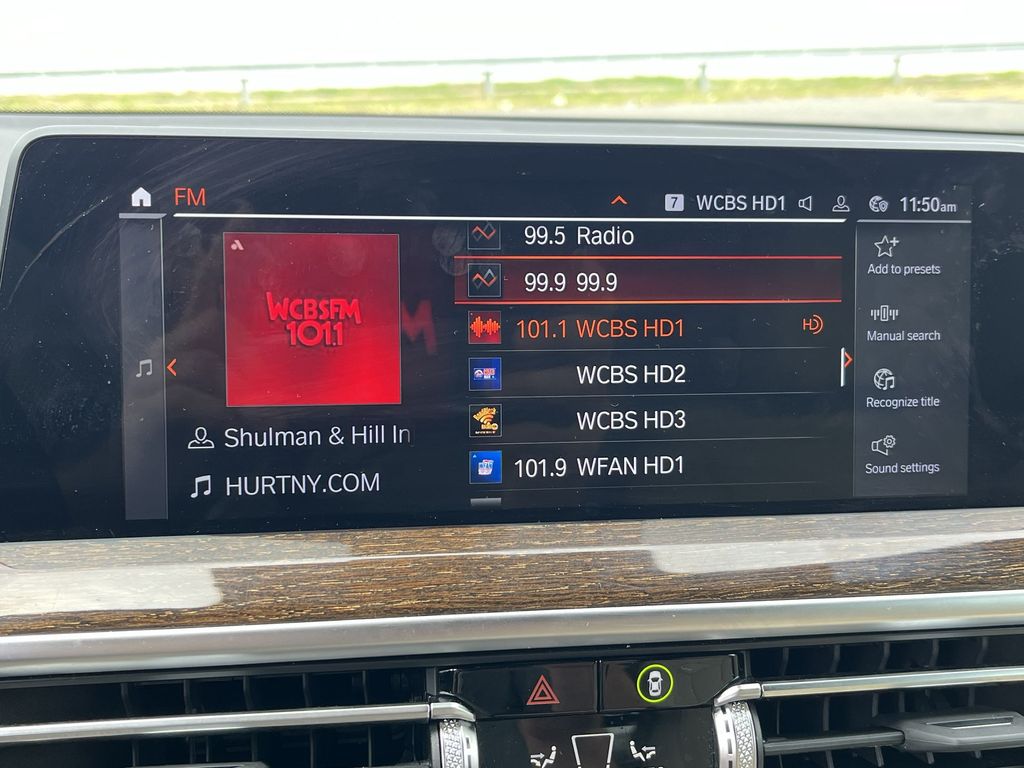 FM
7 WCBS HD1
11:50am
WCBSFM
101.1
Shulman & Hill In
HURTNY.COM
99.5 Radio
99.9 99.9
101.1 WCBS HD1 HD
WCBS HD2
WCBS HD3
101.9 WFAN HD1
Add to presets
Manual search
Recognize title
Sound settings